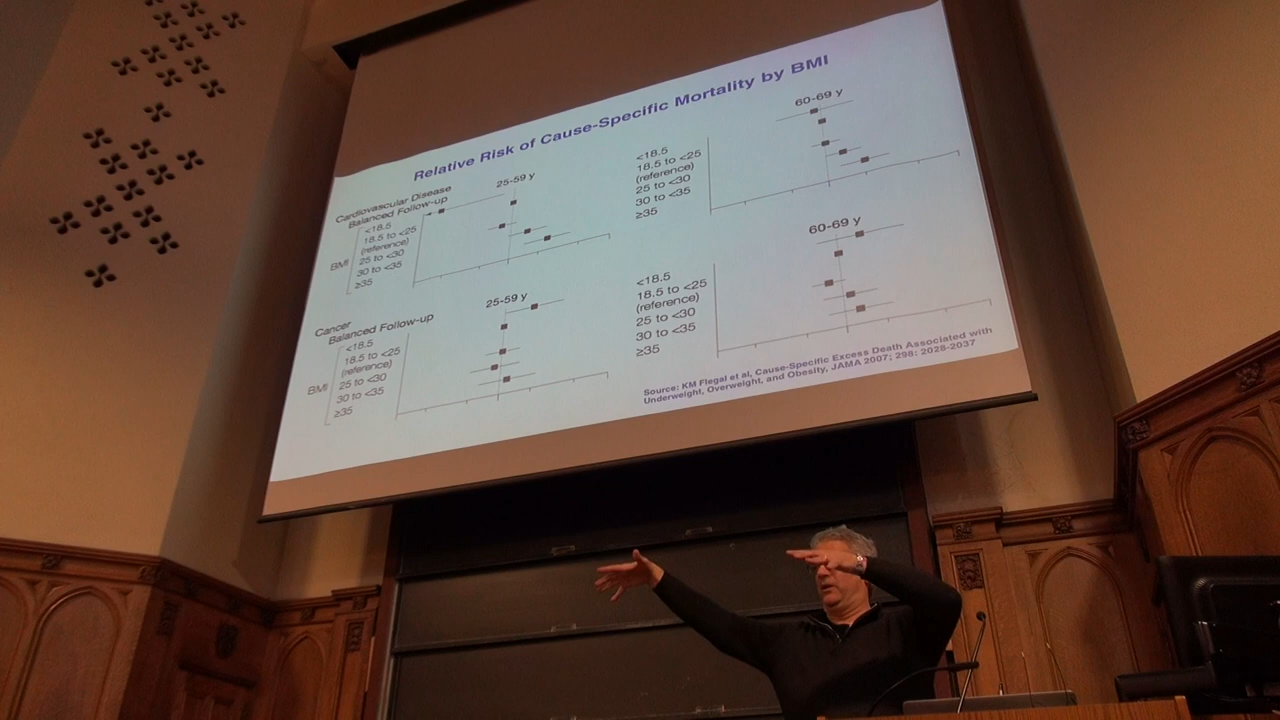 Relative Risk of Cause-Specific Mortality by BMI
Cardiovascular Disease
Balanced Follow-up
25-59 y
BMI
<18.5
18.5 to <25
(reference)
25 to <30
30 to <35
≥35
60-69 y
<18.5
18.5 to <25
(reference)
25 to <30
30 to <35
≥35
Cancer
Balanced Follow-up
25-59 y
BMI
<18.5
18.5 to <25
(reference)
25 to <30
30 to <35
≥35
60-69 y
<18.5
18.5 to <25
(reference)
25 to <30
30 to <35
≥35
Source: KM Flegal et al, Cause-Specific Excess Death Associated with
Underweight, Overweight, and Obesity, JAMA 2007; 298: 2028-2037